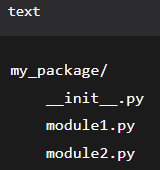 text
my_package/
    __init__.py
    module1.py
    module2.py